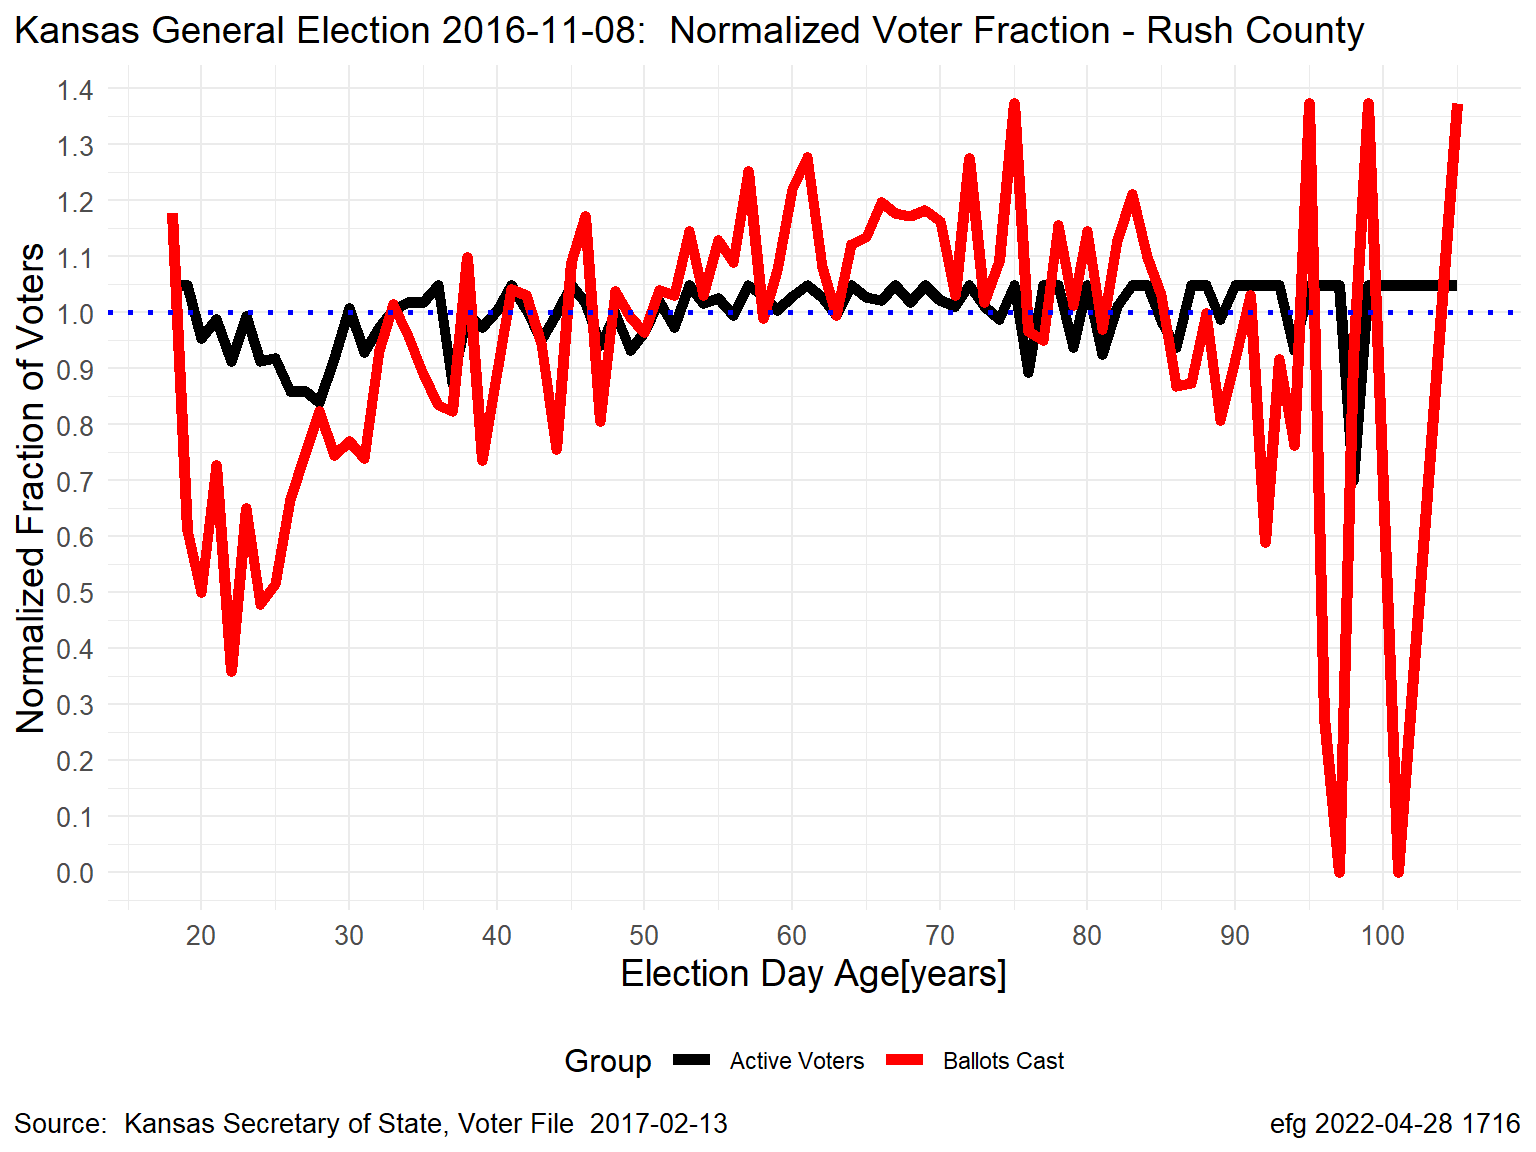 Kansas General Election 2016-11-08:  Normalized Voter Fraction - Rush County
Normalized Fraction of Voters
1.4
1.3
1.2
1.1
1.0
0.9
0.8
0.7
0.6
0.5
0.4
0.3
0.2
0.1
0.0
20 30 40 50 60 70 80 90 100
Election Day Age[years]
Group Active Voters Ballots Cast
Source:  Kansas Secretary of State, Voter File  2017-02-13 efg 2022-04-28 1716